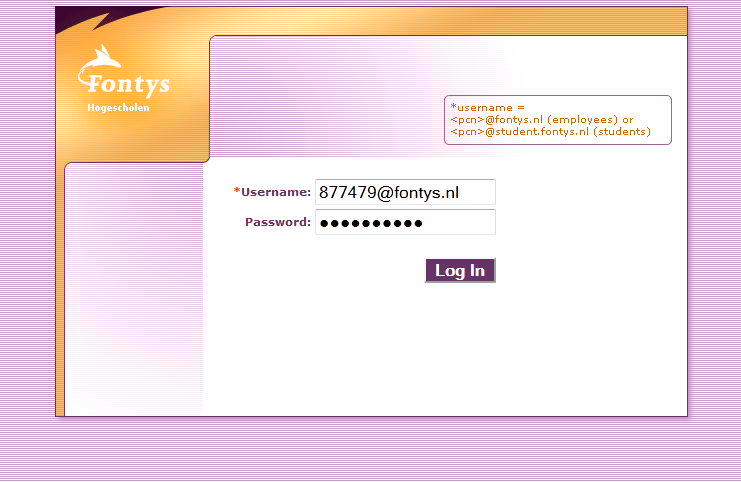 Fontys
Hogescholen
*username =
<pcn>@fontys.nl (employees) or
<pcn>@student.fontys.nl (students)
*Username: 877479@fontys.nl
Password: ●●●●●●●●●●
Log In